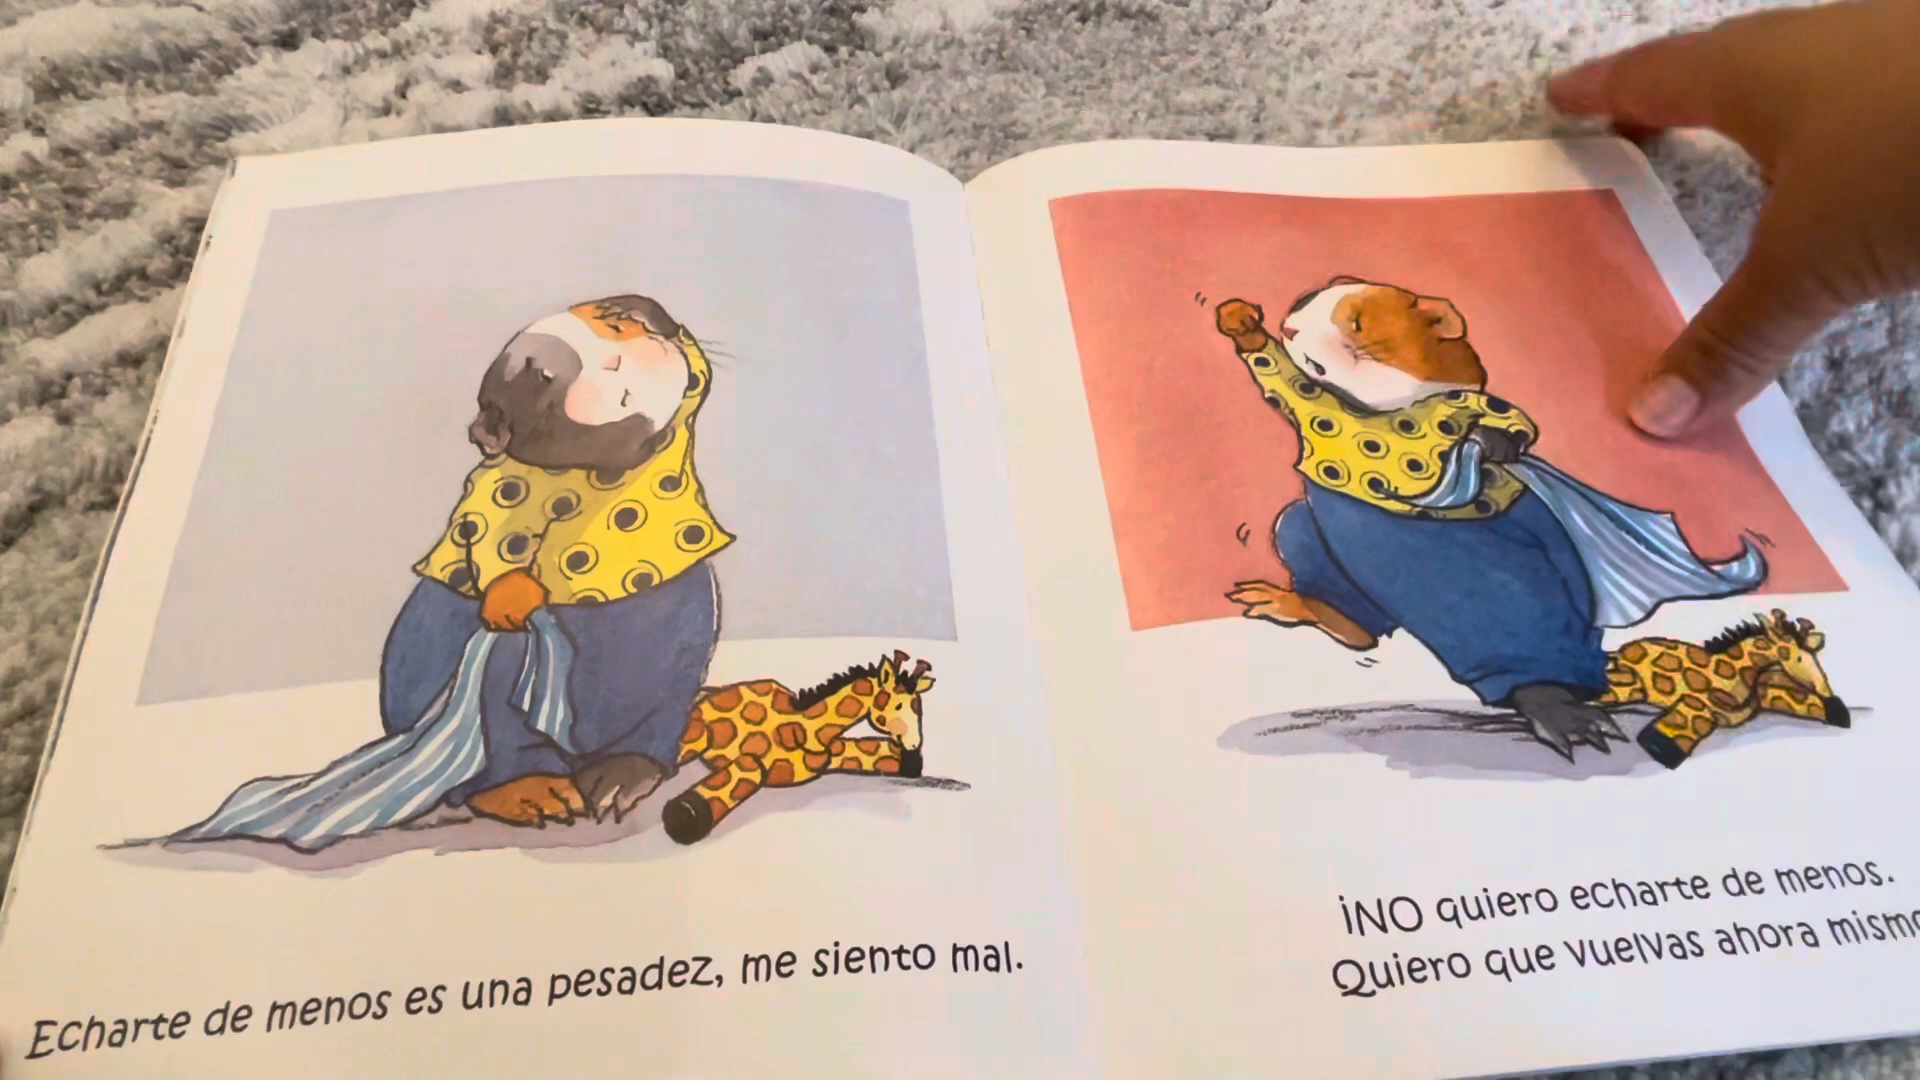 Echarte de menos es una pesadez, me siento mal.
¡NO quiero echarte de menos.
Quiero que vuelvas ahora